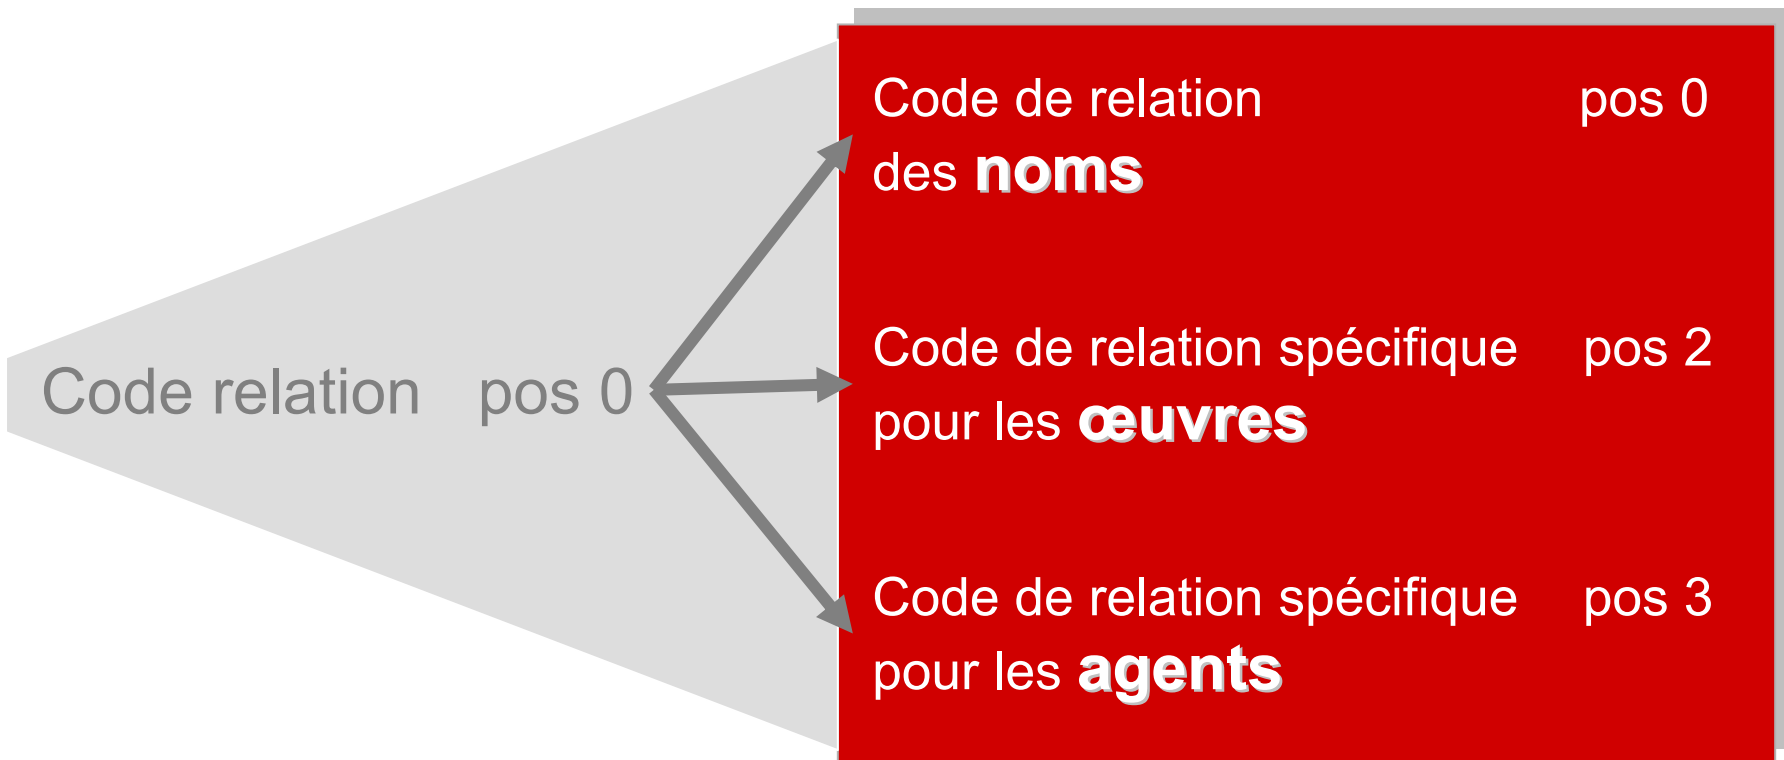 Code relation pos 0
Code de relation pos 0
des noms
Code de relation spécifique pos 2
pour les œuvres
Code de relation spécifique pos 3
pour les agents